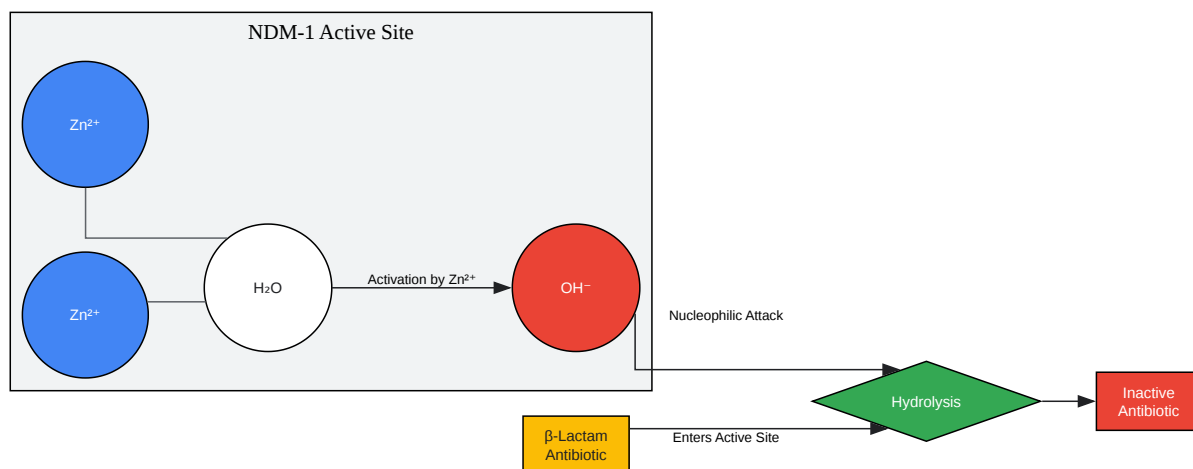 NDM-1 Active Site
Zn²⁺
Zn²⁺
H₂O
Activation by Zn²⁺
OH⁻
Nucleophilic Attack
Hydrolysis
Inactive
Antibiotic
β-Lactam
Antibiotic
Enters Active Site